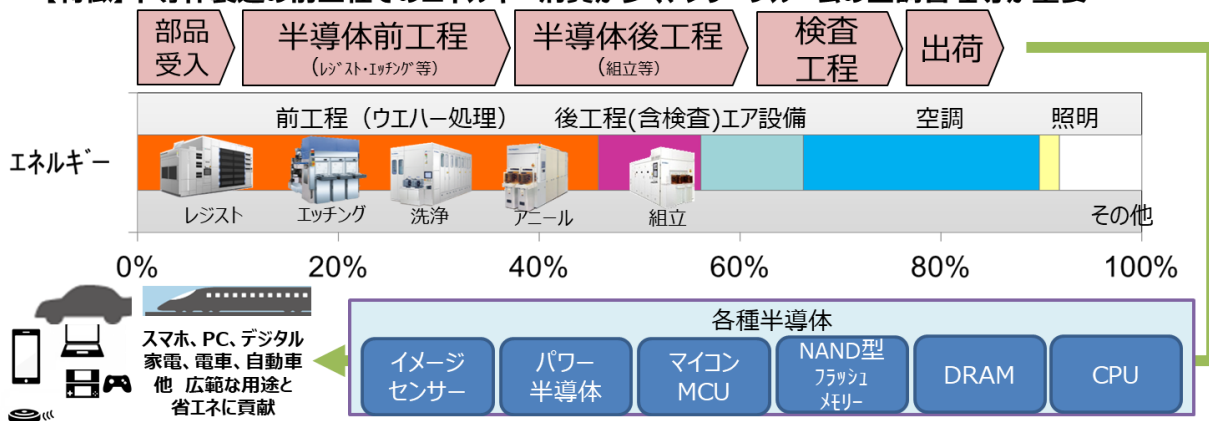 部品
受入
半導体前工程
(ﾚｼﾞｽﾄ･ｴｯﾁﾝｸﾞ等)
半導体後工程
(組立等)
検査
工程
出荷
前工程（ウエハー処理）
後工程(含検査)
エア設備
空調
照明
エネルキﾞー
レジスト
エッチング
洗浄
アニール
組立
その他
0%
20%
40%
60%
80%
100%
スマホ、PC、デジタル
家電、電車、自動車
他 広範な用途と
省エネに貢献
各種半導体
イメージ
センサー
パワー
半導体
マイコン
MCU
NAND型
ﾌﾗｯｼｭ
ﾒﾓﾘｰ
DRAM
CPU